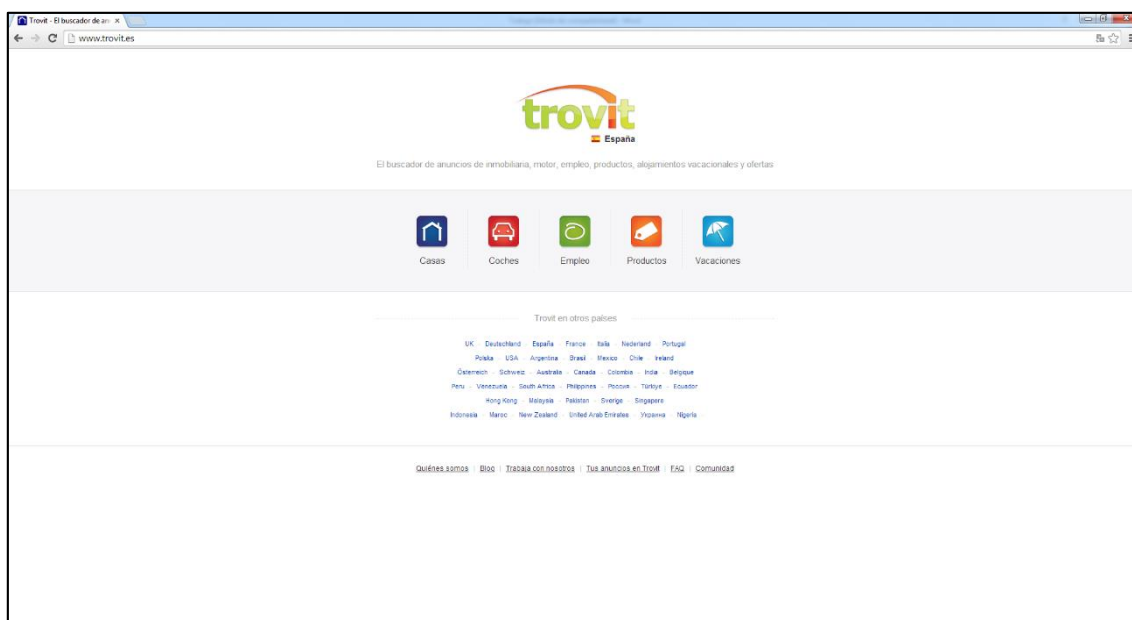 Trovit - El buscador de an
www.trovit.es
trovit
España
El buscador de anuncios de inmobiliaria, motor, empleo, productos, alojamientos vacacionales y ofertas
Casas Coches Empleo Productos Vacaciones
Trovit en otros países
UK - Deutschland - España - France - Italia - Nederland - Portugal
Polska - USA - Argentina - Brasil - Mexico - Chile - Ireland
Österreich - Schweiz - Australia - Canada - Colombia - India - Belgique
Peru - Venezuela - South Africa - Philippines - Россия - Türkiye - Ecuador
Hong Kong - Malaysia - Pakistan - Sverige - Singapore
Indonesia - Maroc - New Zealand - United Arab Emirates - Украина - Nigeria -
Quiénes somos | Blog | Trabaja con nosotros | Tus anuncios en Trovit | FAQ | Comunidad